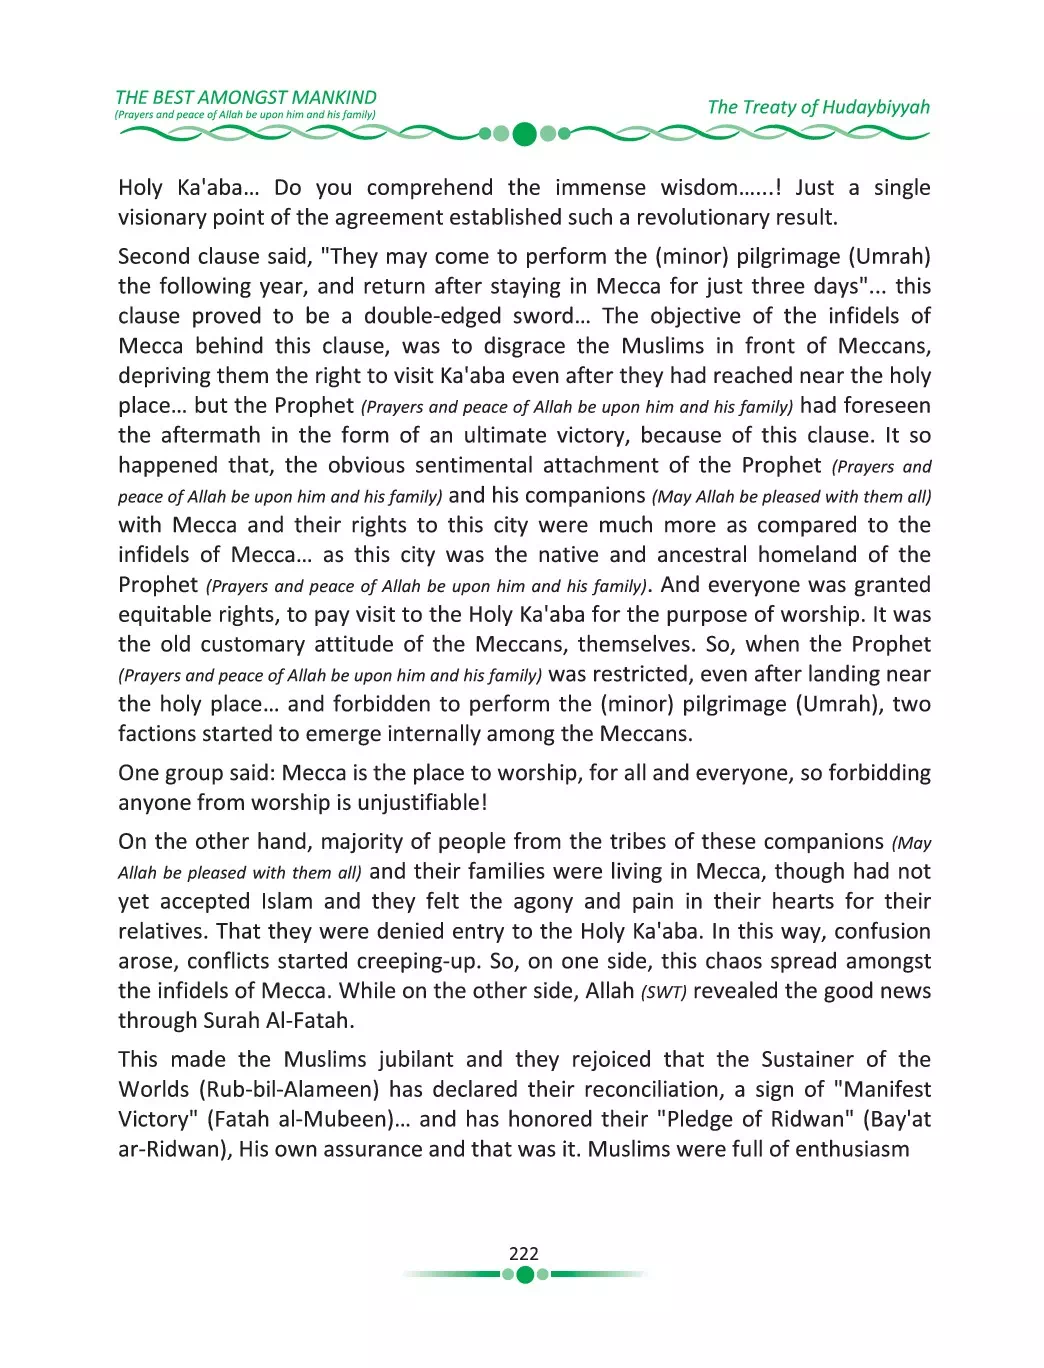 THE BEST AMONGST MANKIND
(Prayers and peace of Allah be upon him and his family)
The Treaty of Hudaybiyyah
Holy Ka'aba… Do you comprehend the immense wisdom…...! Just a single
visionary point of the agreement established such a revolutionary result.
Second clause said, "They may come to perform the (minor) pilgrimage (Umrah)
the following year, and return after staying in Mecca for just three days"... this
clause proved to be a double-edged sword… The objective of the infidels of
Mecca behind this clause, was to disgrace the Muslims in front of Meccans,
depriving them the right to visit Ka'aba even after they had reached near the holy
place… but the Prophet (Prayers and peace of Allah be upon him and his family) had foreseen
the aftermath in the form of an ultimate victory, because of this clause. It so
happened that, the obvious sentimental attachment of the Prophet (Prayers and
peace of Allah be upon him and his family) and his companions (May Allah be pleased with them all)
with Mecca and their rights to this city were much more as compared to the
infidels of Mecca… as this city was the native and ancestral homeland of the
Prophet (Prayers and peace of Allah be upon him and his family). And everyone was granted
equitable rights, to pay visit to the Holy Ka'aba for the purpose of worship. It was
the old customary attitude of the Meccans, themselves. So, when the Prophet
(Prayers and peace of Allah be upon him and his family) was restricted, even after landing near
the holy place… and forbidden to perform the (minor) pilgrimage (Umrah), two
factions started to emerge internally among the Meccans.
One group said: Mecca is the place to worship, for all and everyone, so forbidding
anyone from worship is unjustifiable!
On the other hand, majority of people from the tribes of these companions (May
Allah be pleased with them all) and their families were living in Mecca, though had not
yet accepted Islam and they felt the agony and pain in their hearts for their
relatives. That they were denied entry to the Holy Ka'aba. In this way, confusion
arose, conflicts started creeping-up. So, on one side, this chaos spread amongst
the infidels of Mecca. While on the other side, Allah (SWT) revealed the good news
through Surah Al-Fatah.
This made the Muslims jubilant and they rejoiced that the Sustainer of the
Worlds (Rub-bil-Alameen) has declared their reconciliation, a sign of "Manifest
Victory" (Fatah al-Mubeen)… and has honored their "Pledge of Ridwan" (Bay'at
ar-Ridwan), His own assurance and that was it. Muslims were full of enthusiasm
222